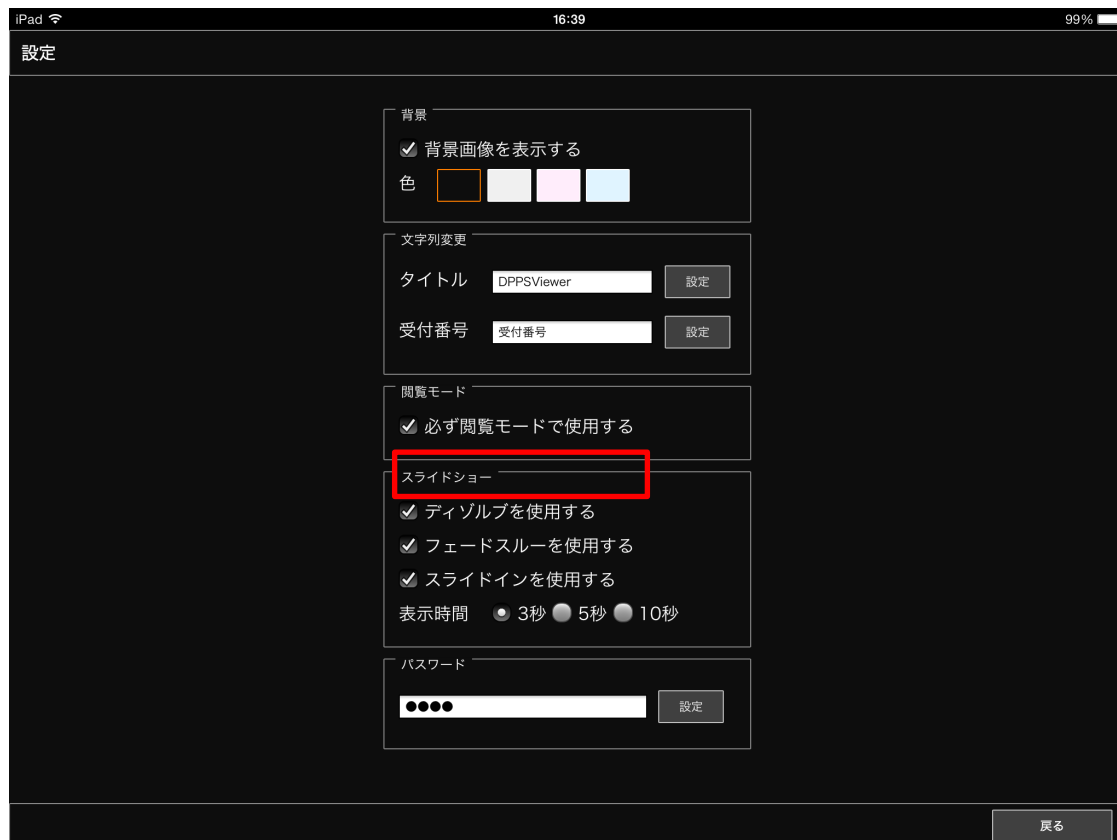 iPad 16:39 99%
設定
背景
背景画像を表示する
色
文字列変更
タイトル DPPSViewer 設定
受付番号 受付番号 設定
閲覧モード
必ず閲覧モードで使用する
スライドショー
ディゾルブを使用する
フェードスルーを使用する
スライドインを使用する
表示時間 3秒 5秒 10秒
パスワード
●●●● 設定
戻る